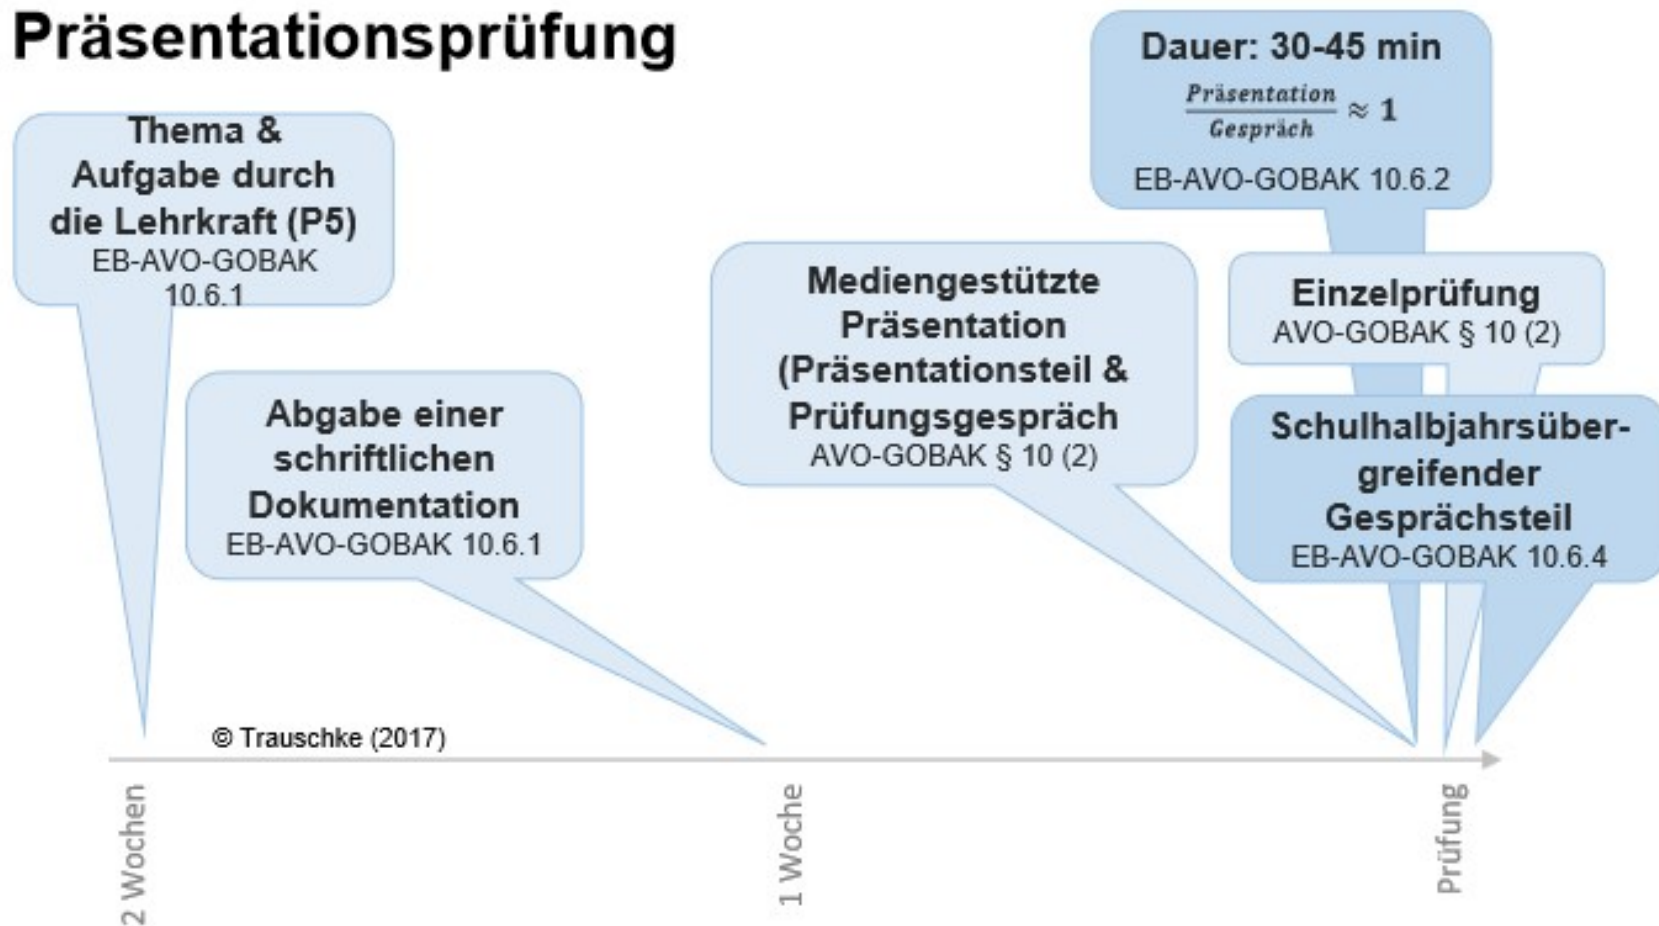 Präsentationsprüfung
Thema &
Aufgabe durch
die Lehrkraft (P5)
EB-AVO-GOBAK
10.6.1
Abgabe einer
schriftlichen
Dokumentation
EB-AVO-GOBAK 10.6.1
Mediengestützte
Präsentation
(Präsentationsteil &
Prüfungsgespräch
AVO-GOBAK § 10 (2)
Dauer: 30-45 min
Präsentation
Gespräch
≈ 1
EB-AVO-GOBAK 10.6.2
Einzelprüfung
AVO-GOBAK § 10 (2)
Schulhalbjahrsüber-
greifender
Gesprächsteil
EB-AVO-GOBAK 10.6.4
© Trauschke (2017)
2 Wochen
1 Woche
Prüfung